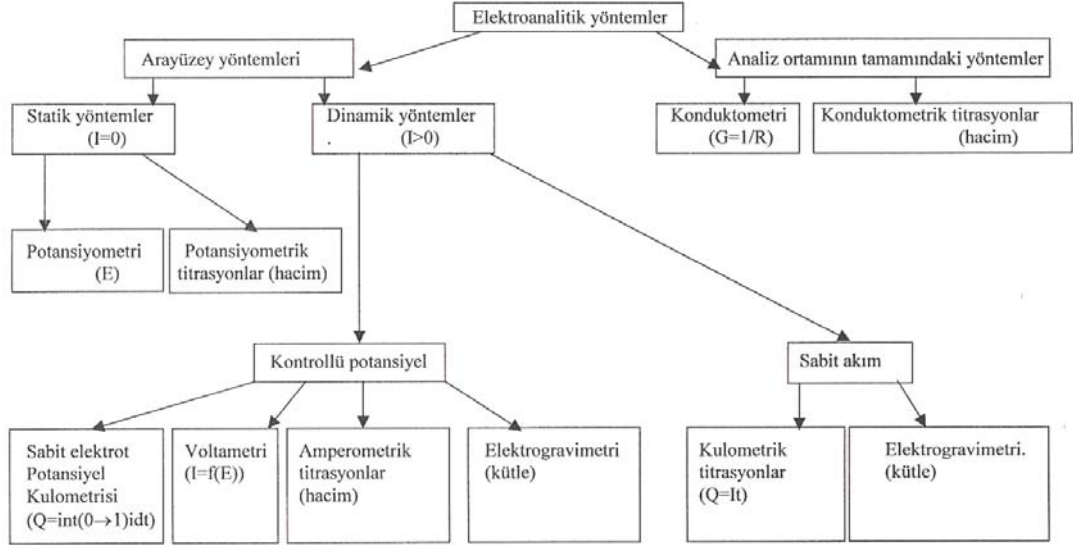 Elektroanalitik yöntemler
Arayüzey yöntemleri
Analiz ortamının tamamındaki yöntemler
Statik yöntemler
(I=0)
Dinamik yöntemler
(I>0)
Konduktometri
(G=1/R)
Konduktometrik titrasyonlar
(hacim)
Potansiyometri
(E)
Potansiyometrik
titrasyonlar (hacim)
Kontrollü potansiyel
Sabit akım
Sabit elektrot
Potansiyel
Kulometrisi
(Q=int(0→1)idt)
Voltametri
(I=f(E))
Amperometrik
titrasyonlar
(hacim)
Elektrogravimetri
(kütle)
Kulometrik
titrasyonlar
(Q=It)
Elektrogravimetri.
(kütle)